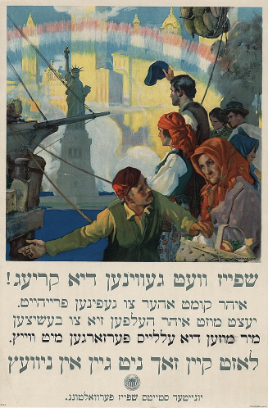 שפייז וועט געווינען דיא קריעג!
איהר קומט אהער צו געפינען פרייהייט.
יעצט מוזט איהר העלפען זיא צו בעשיצען
מיר מוזען דיא עלליים פערזארגען מיט ווייץ.
לאזט קיין זאך ניט גיין אין ניוועץ
יונייטעד סטייטס שפייז פערוואלטונג.